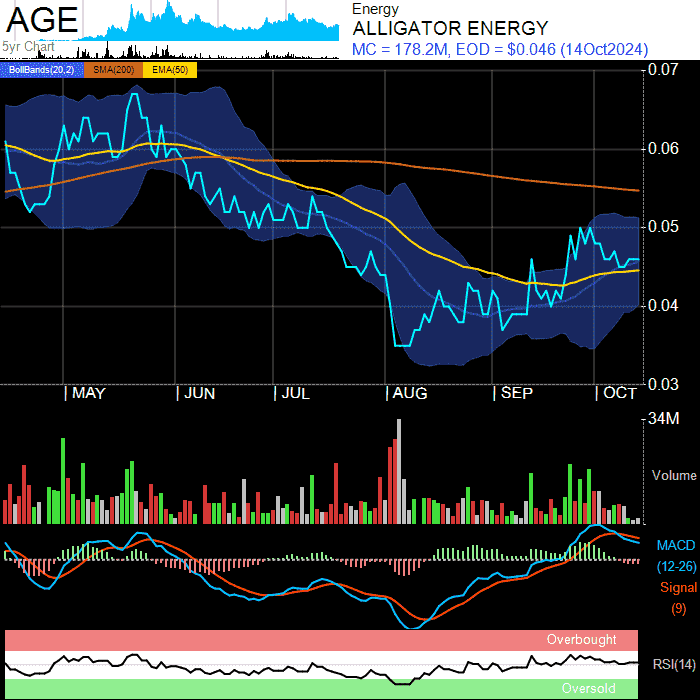 AGE
5yr Chart
Energy
ALLIGATOR ENERGY
MC = 178.2M, EOD = $0.046 (14Oct2024)
BollBands(20,2) SMA(200) EMA(50)
0.07
0.06
0.05
0.04
0.03
| MAY | JUN | JUL | AUG | SEP | OCT
34M
Volume
MACD
(12-26)
Signal
(9)
Overbought
RSI(14)
Oversold